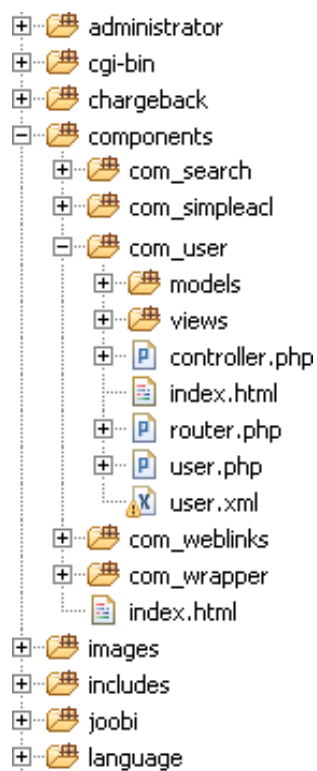 administrator
cgi-bin
chargeback
components
com_search
com_simpleacl
com_user
models
views
controller.php
index.html
router.php
user.php
user.xml
com_weblinks
com_wrapper
index.html
images
includes
joobi
language